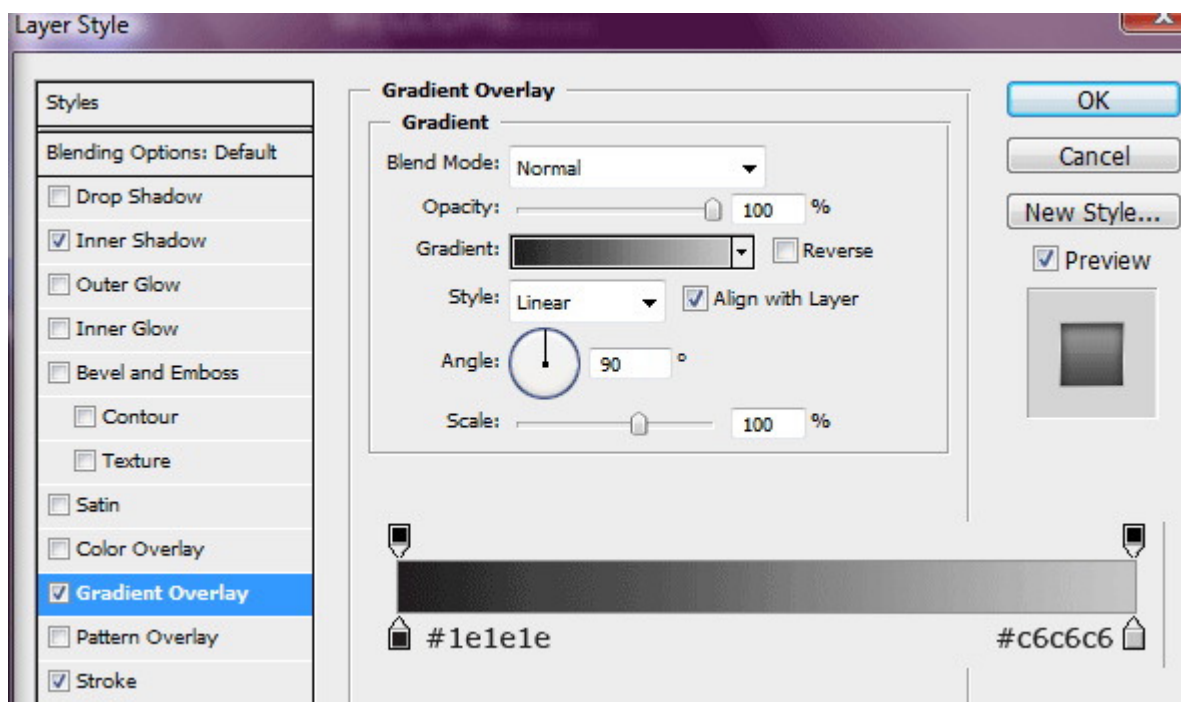 Layer Style
Styles
Blending Options: Default
Drop Shadow
Inner Shadow
Outer Glow
Inner Glow
Bevel and Emboss
Contour
Texture
Satin
Color Overlay
Gradient Overlay
Pattern Overlay
Stroke
Gradient Overlay
Gradient
Blend Mode: Normal
Opacity: 100 %
Gradient: Reverse
Style: Linear Align with Layer
Angle: 90 °
Scale: 100 %
#1e1e1e #c6c6c6
OK
Cancel
New Style...
Preview